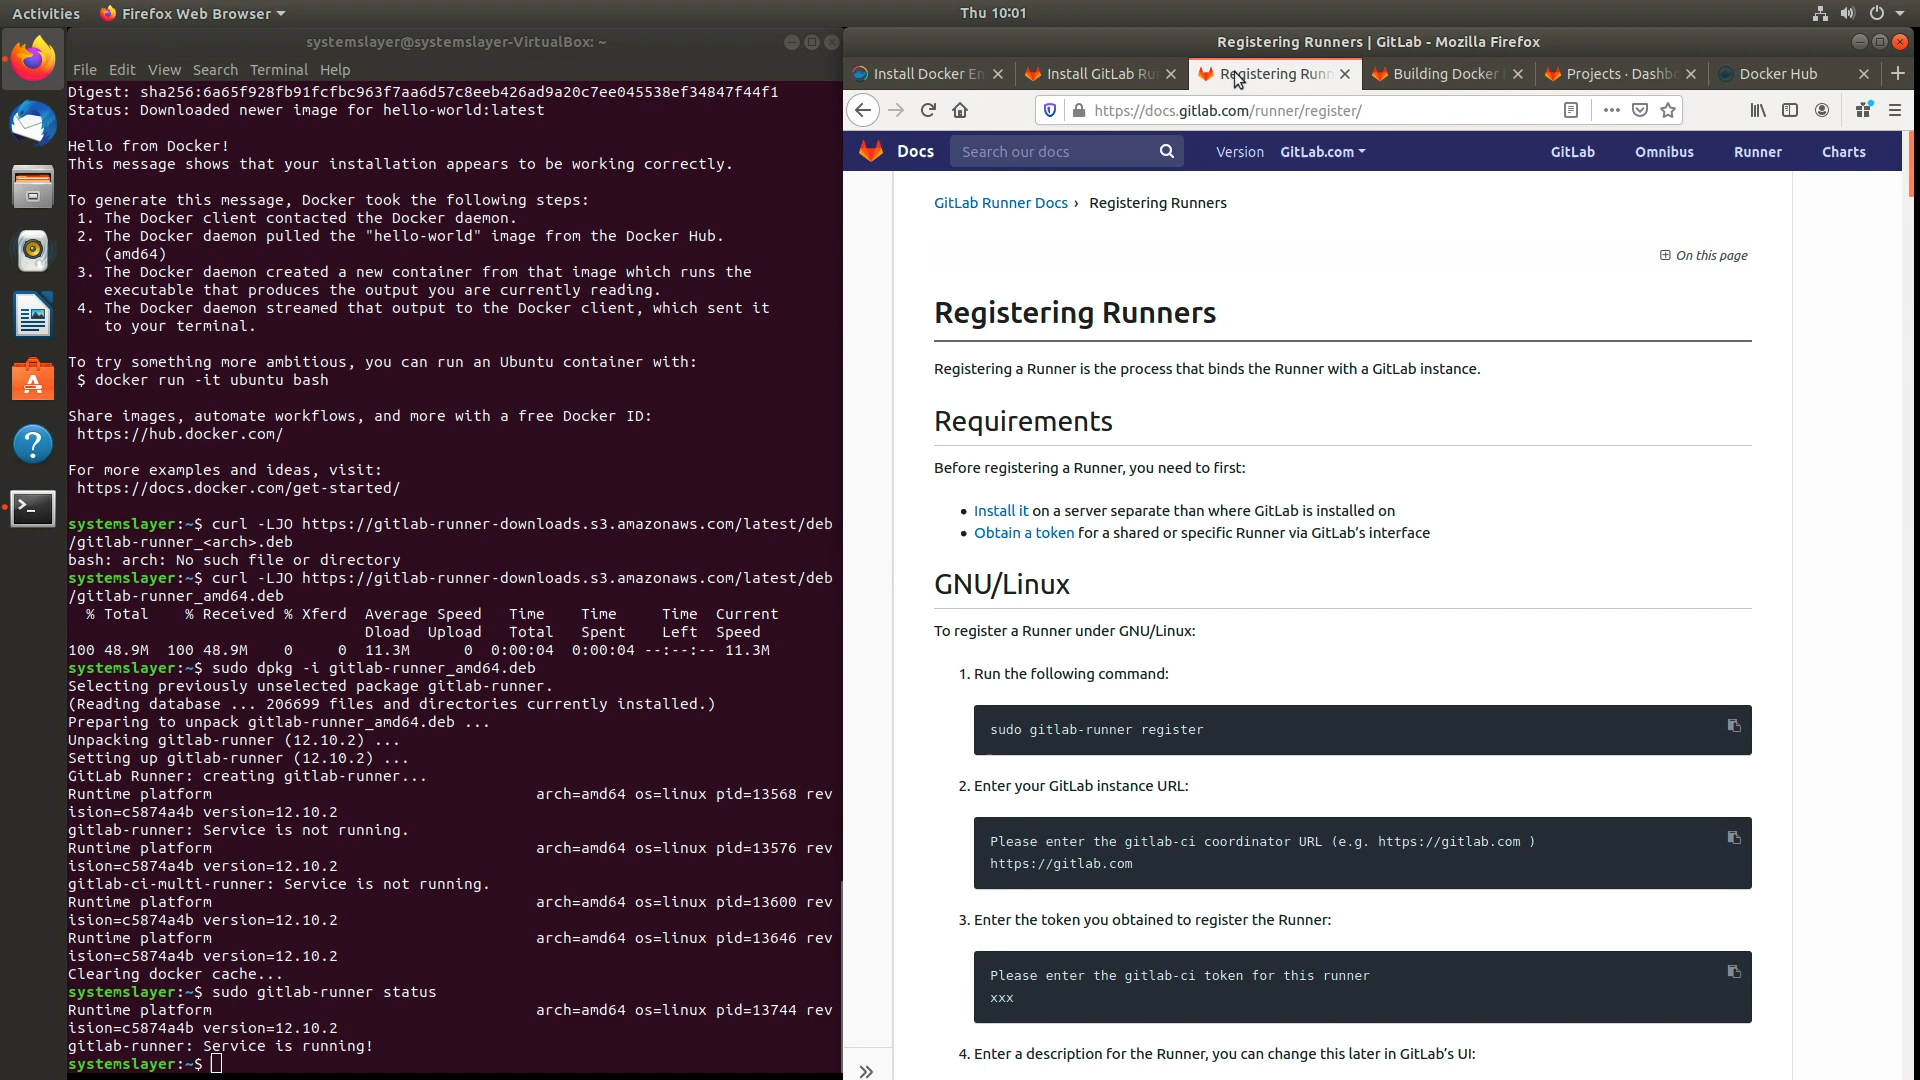 Activities
Firefox Web Browser
Thu 10:01
systemslayer@systemslayer-VirtualBox: ~
File Edit View Search Terminal Help
Digest: sha256:6a65f928fb91fcfbc963f7aa6d57c8eeb426ad9a20c7ee045538ef34847f44f1
Status: Downloaded newer image for hello-world:latest
Hello from Docker!
This message shows that your installation appears to be working correctly.
To generate this message, Docker took the following steps:
1. The Docker client contacted the Docker daemon.
2. The Docker daemon pulled the "hello-world" image from the Docker Hub.
(amd64)
3. The Docker daemon created a new container from that image which runs the
executable that produces the output you are currently reading.
4. The Docker daemon streamed that output to the Docker client, which sent it
to your terminal.
To try something more ambitious, you can run an Ubuntu container with:
$ docker run -it ubuntu bash
Share images, automate workflows, and more with a free Docker ID:
https://hub.docker.com/
For more examples and ideas, visit:
https://docs.docker.com/get-started/
systemslayer:~$ curl -LJO https://gitlab-runner-downloads.s3.amazonaws.com/latest/deb
/gitlab-runner_<arch>.deb
bash: arch: No such file or directory
systemslayer:~$ curl -LJO https://gitlab-runner-downloads.s3.amazonaws.com/latest/deb
/gitlab-runner_amd64.deb
% Total % Received % Xferd Average Speed Time Time Time Current
Dload Upload Total Spent Left Speed
100 48.9M 100 48.9M 0 0 11.3M 0 0:00:04 0:00:04 --:--:-- 11.3M
systemslayer:~$ sudo dpkg -i gitlab-runner_amd64.deb
Selecting previously unselected package gitlab-runner.
(Reading database ... 206699 files and directories currently installed.)
Preparing to unpack gitlab-runner_amd64.deb ...
Unpacking gitlab-runner (12.10.2) ...
Setting up gitlab-runner (12.10.2) ...
GitLab Runner: creating gitlab-runner...
Runtime platform arch=amd64 os=linux pid=13568 rev
ision=c5874a4b version=12.10.2
gitlab-runner: Service is not running.
Runtime platform arch=amd64 os=linux pid=13576 rev
ision=c5874a4b version=12.10.2
gitlab-ci-multi-runner: Service is not running.
Runtime platform arch=amd64 os=linux pid=13600 rev
ision=c5874a4b version=12.10.2
Runtime platform arch=amd64 os=linux pid=13646 rev
ision=c5874a4b version=12.10.2
Clearing docker cache...
systemslayer:~$ sudo gitlab-runner status
Runtime platform arch=amd64 os=linux pid=13744 rev
ision=c5874a4b version=12.10.2
gitlab-runner: Service is running!
systemslayer:~$
Registering Runners | GitLab - Mozilla Firefox
Install Docker En
Install GitLab Ru
Registering Runn
Building Docker
Projects · Dashbo
Docker Hub
https://docs.gitlab.com/runner/register/
Docs
Search our docs
Version GitLab.com
GitLab
Omnibus
Runner
Charts
GitLab Runner Docs › Registering Runners
On this page
Registering Runners
Registering a Runner is the process that binds the Runner with a GitLab instance.
Requirements
Before registering a Runner, you need to first:
• Install it on a server separate than where GitLab is installed on
• Obtain a token for a shared or specific Runner via GitLab's interface
GNU/Linux
To register a Runner under GNU/Linux:
1. Run the following command:
sudo gitlab-runner register
2. Enter your GitLab instance URL:
Please enter the gitlab-ci coordinator URL (e.g. https://gitlab.com )
https://gitlab.com
3. Enter the token you obtained to register the Runner:
Please enter the gitlab-ci token for this runner
xxx
4. Enter a description for the Runner, you can change this later in GitLab's UI: